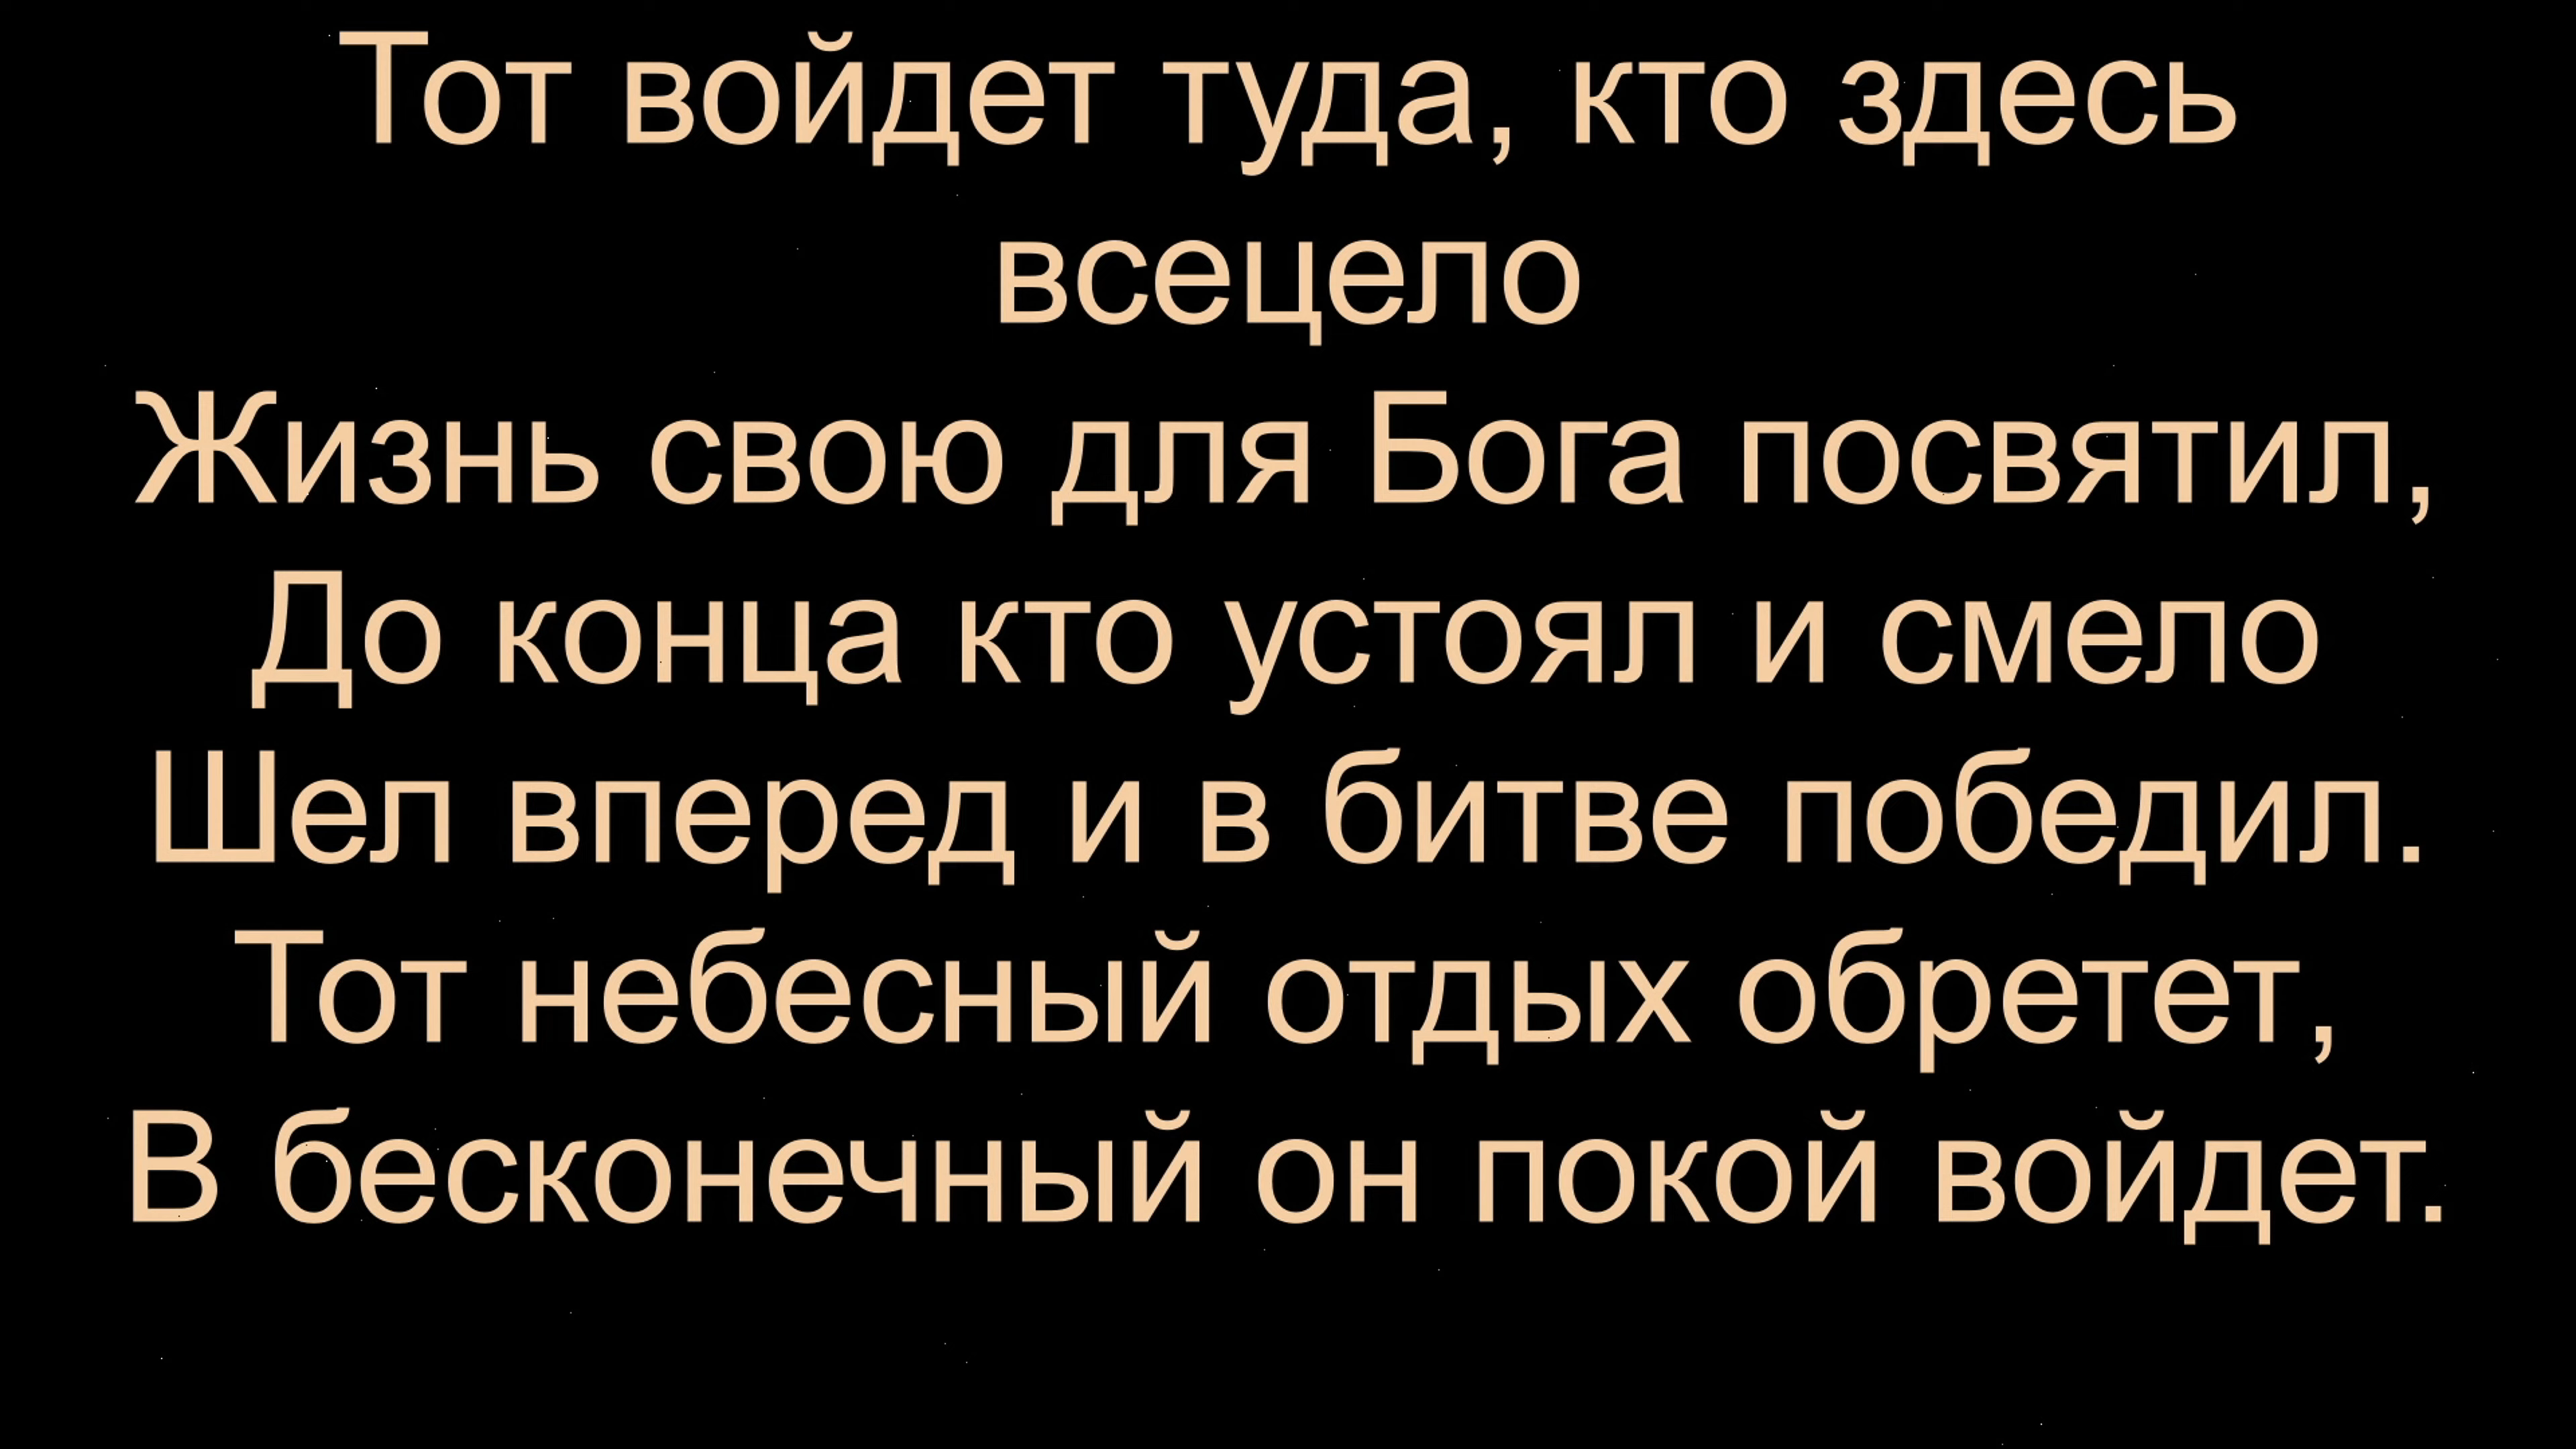 Тот войдет туда, кто здесь
всецело
Жизнь свою для Бога посвятил,
До конца кто устоял и смело
Шел вперед и в битве победил.
Тот небесный отдых обретет,
В бесконечный он покой войдет.